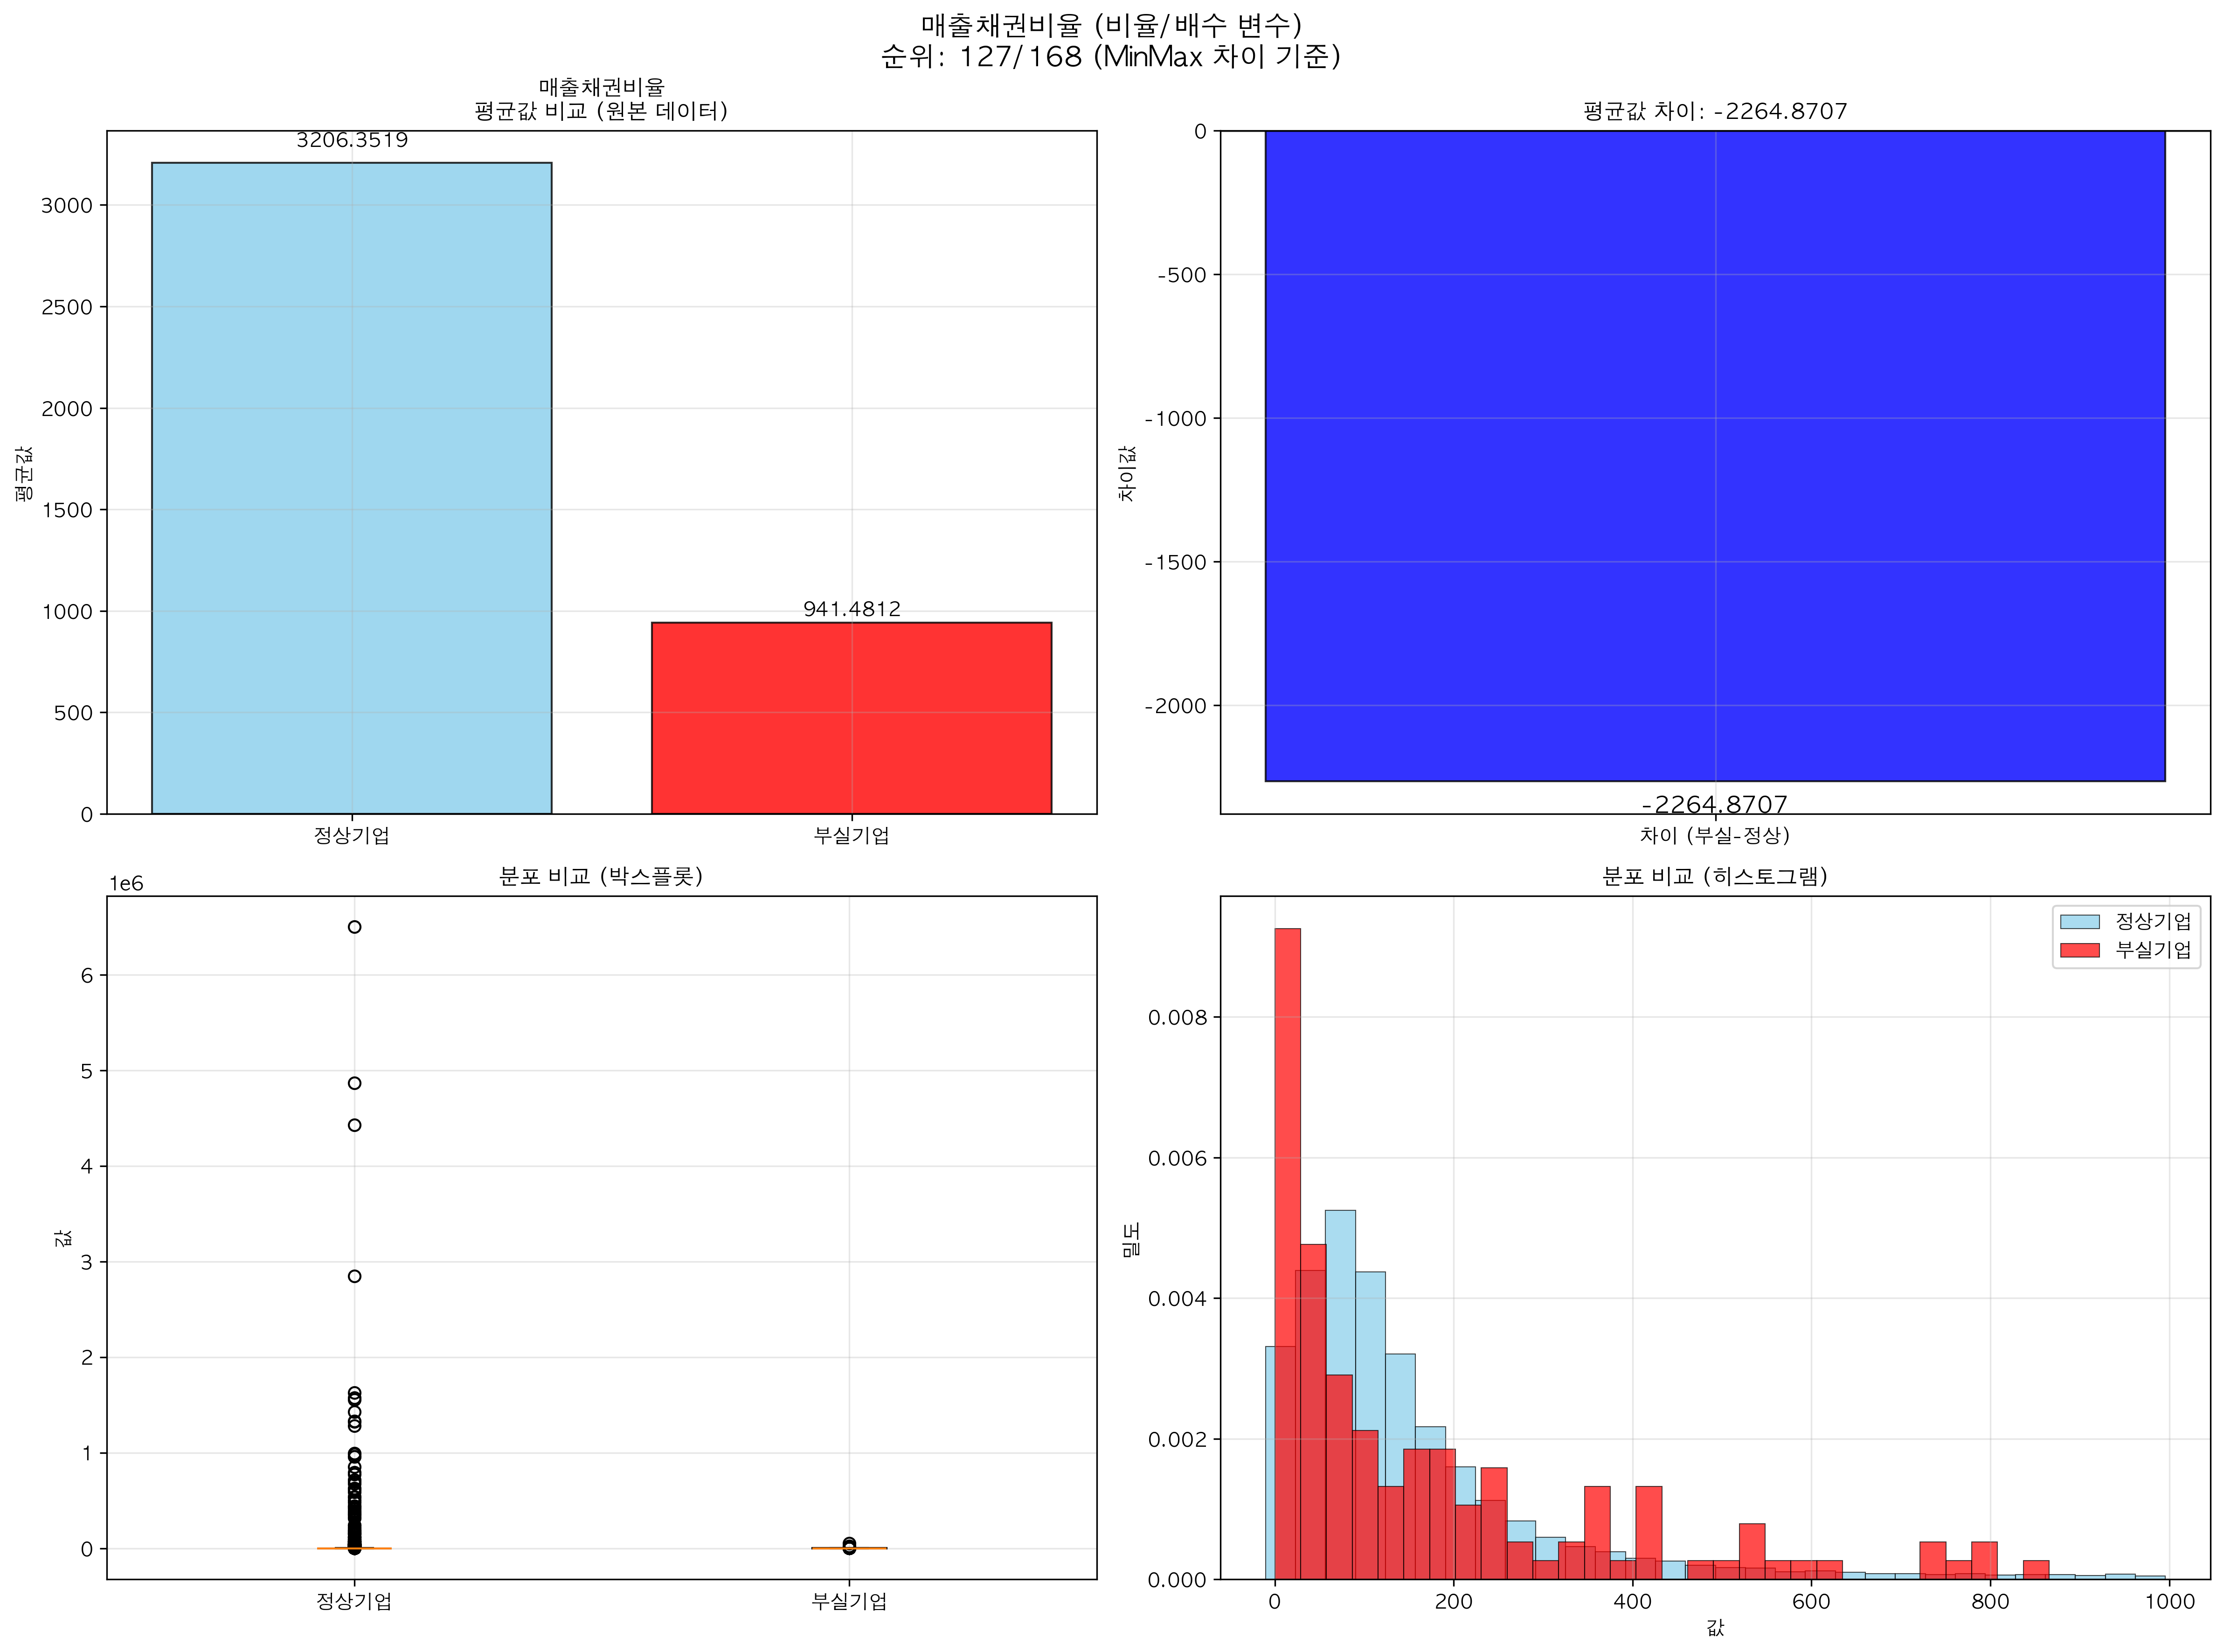 매출채권비율 (비율/배수 변수)
순위: 127/168 (MinMax 차이 기준)
매출채권비율
평균값 비교 (원본 데이터)
3206.3519
941.4812
3000
2500
2000
1500
1000
500
0
평균값
정상기업
부실기업
평균값 차이: -2264.8707
0
-500
-1000
-1500
-2000
차이값
-2264.8707
차이 (부실-정상)
분포 비교 (박스플롯)
1e6
6
5
4
3
2
1
0
값
정상기업
부실기업
분포 비교 (히스토그램)
정상기업
부실기업
0.008
0.006
0.004
0.002
0.000
밀도
0
200
400
600
800
1000
값